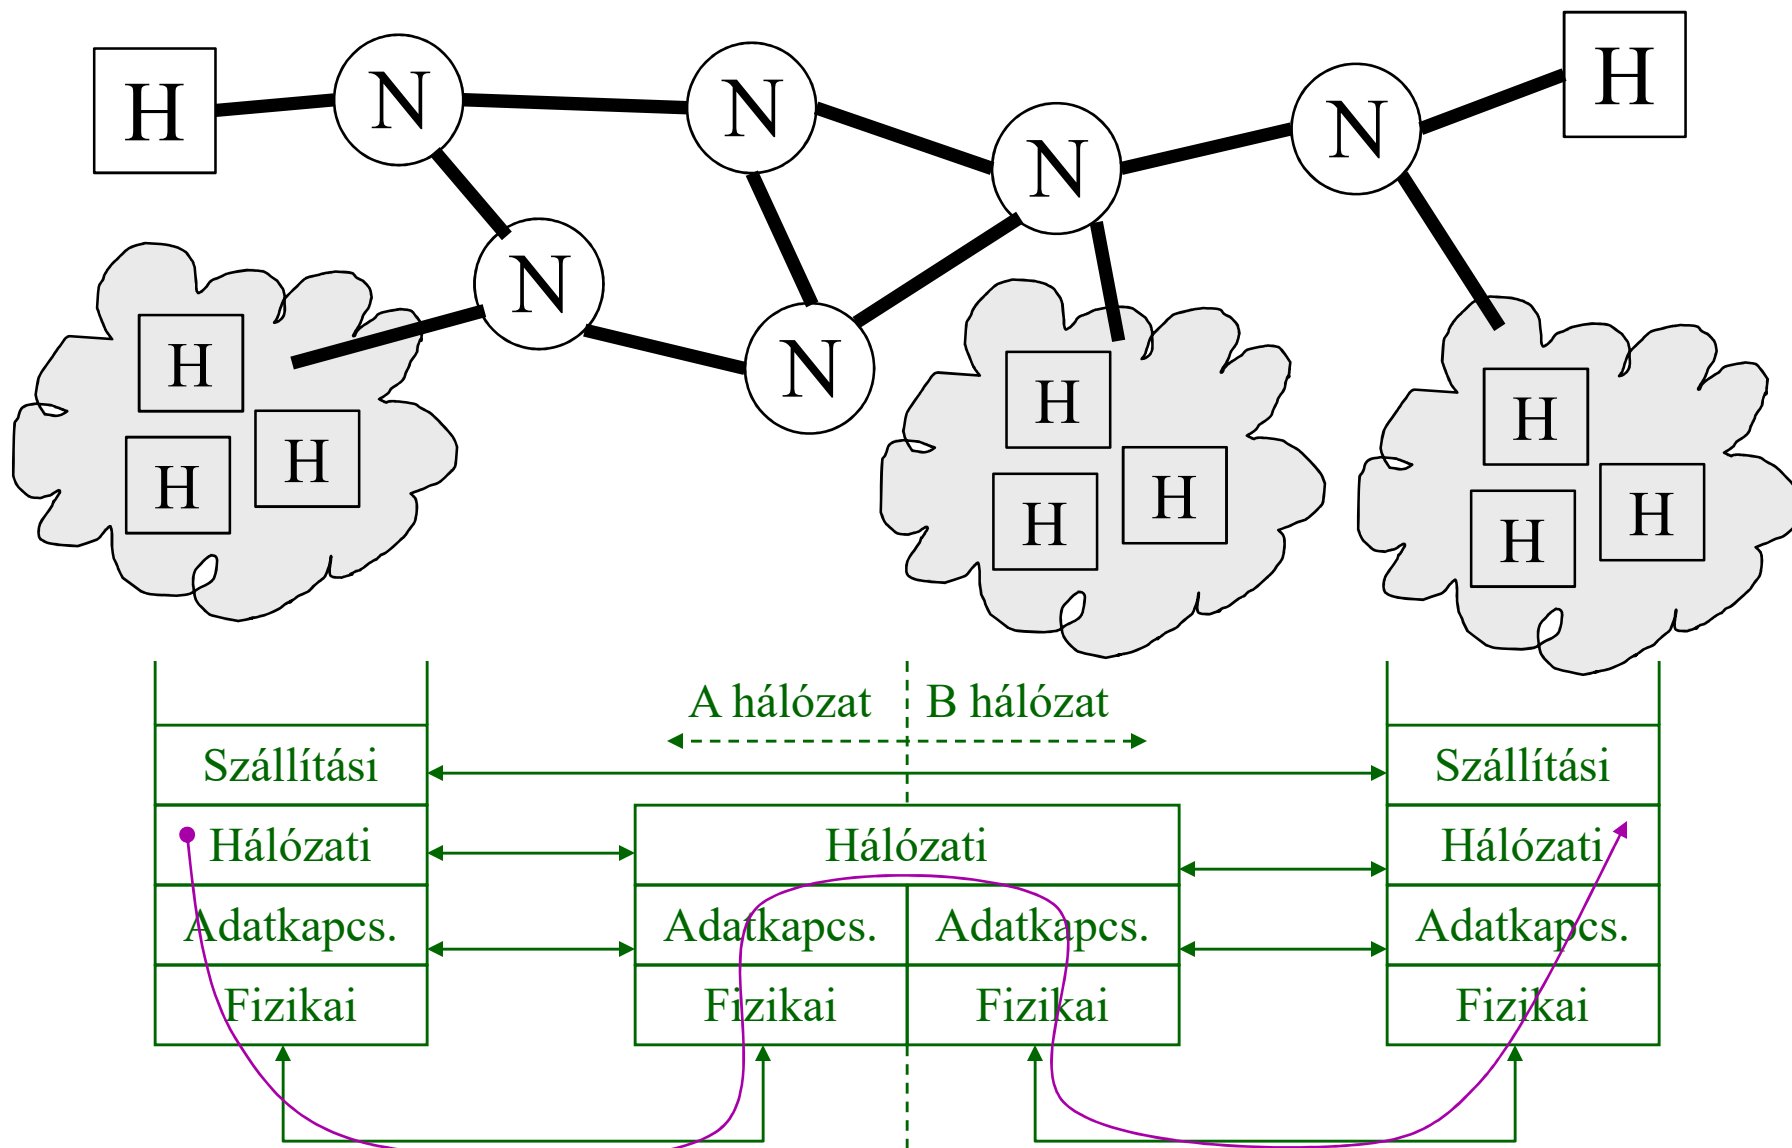 H N N N N H
N N
H H H
H H H
H H H
A hálózat B hálózat
Szállítási Szállítási
Hálózati Hálózati Hálózati
Adatkapcs. Adatkapcs. Adatkapcs. Adatkapcs.
Fizikai Fizikai Fizikai Fizikai